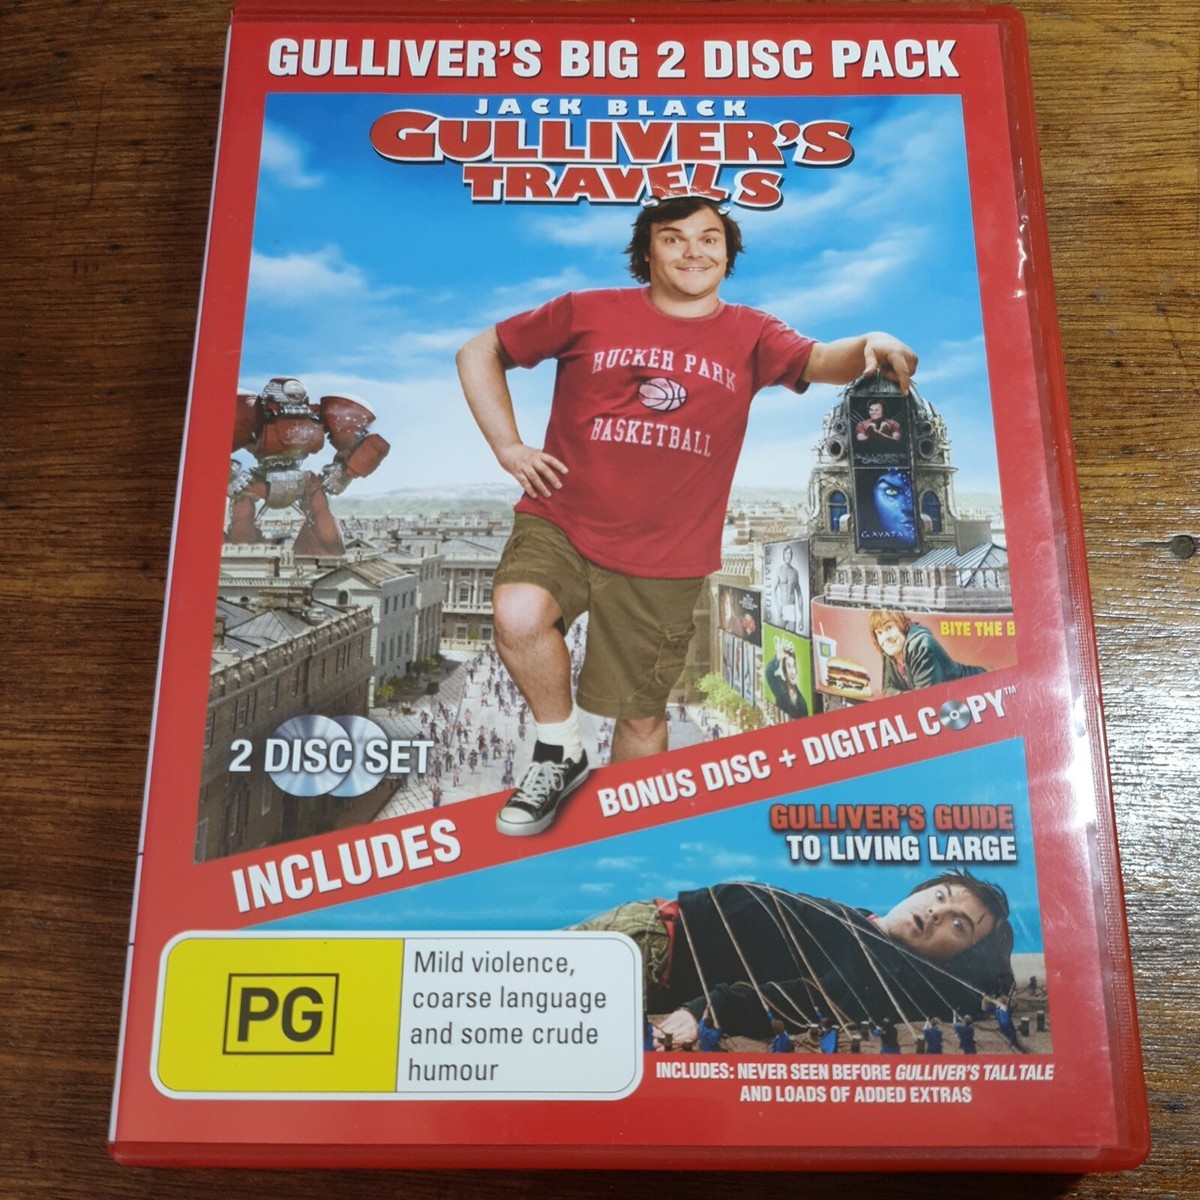 GULLIVER'S BIG 2 DISC PACK
JACK BLACK
GULLIVER'S
TRAVELS
RUCKER PARK
BASKETBALL
G.AVATAR
BITE THE B
2 DISC SET
INCLUDES
BONUS DISC + DIGITAL COPY™
GULLIVER'S GUIDE
TO LIVING LARGE
PG
Mild violence,
coarse language
and some crude
humour
INCLUDES: NEVER SEEN BEFORE GULLIVER'S TALL TALE
AND LOADS OF ADDED EXTRAS